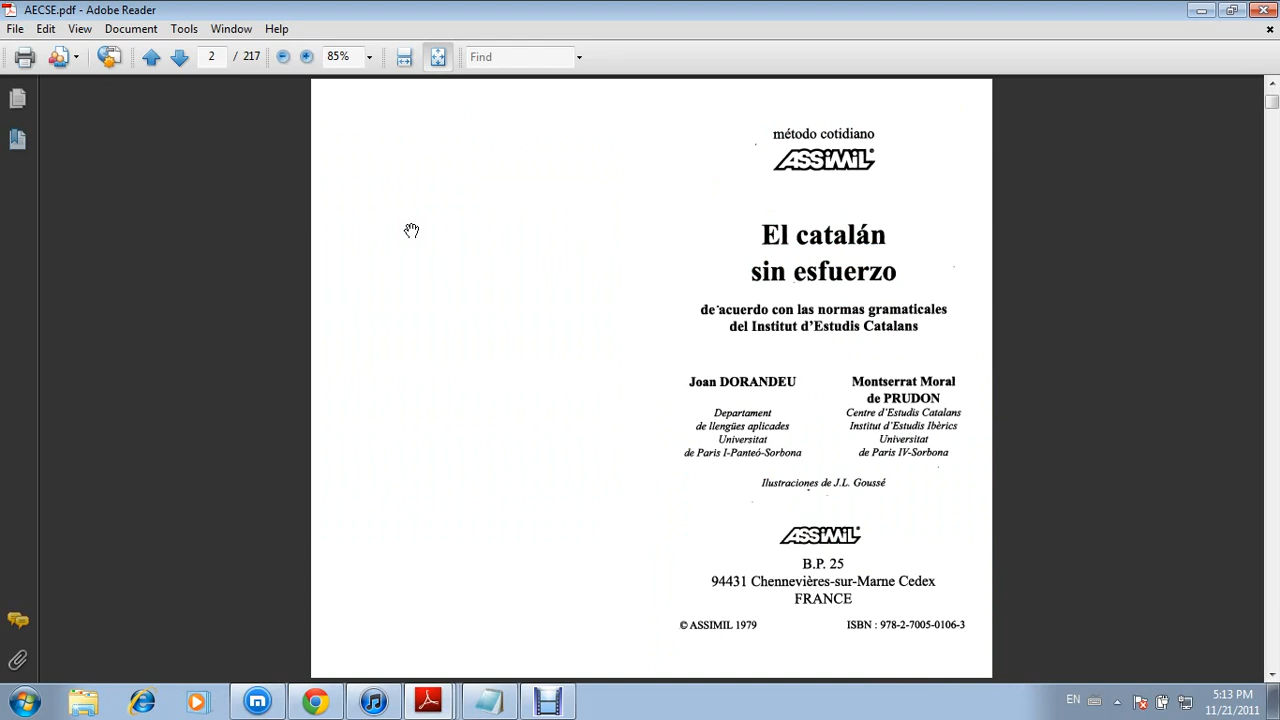 AECSE.pdf - Adobe Reader
File Edit View Document Tools Window Help
2 / 217 85% Find
método cotidiano
ASSiMiL
El catalán
sin esfuerzo
de acuerdo con las normas gramaticales
del Institut d'Estudis Catalans
Joan DORANDEU
Departament
de llengües aplicades
Universitat
de Paris I-Panteó-Sorbona
Montserrat Moral
de PRUDON
Centre d'Estudis Catalans
Institut d'Estudis Ibèrics
Universitat
de Paris IV-Sorbona
Ilustraciones de J.L. Goussé
ASSiMiL
B.P. 25
94431 Chennevières-sur-Marne Cedex
FRANCE
© ASSIMIL 1979 ISBN : 978-2-7005-0106-3
EN 5:13 PM
11/21/2011